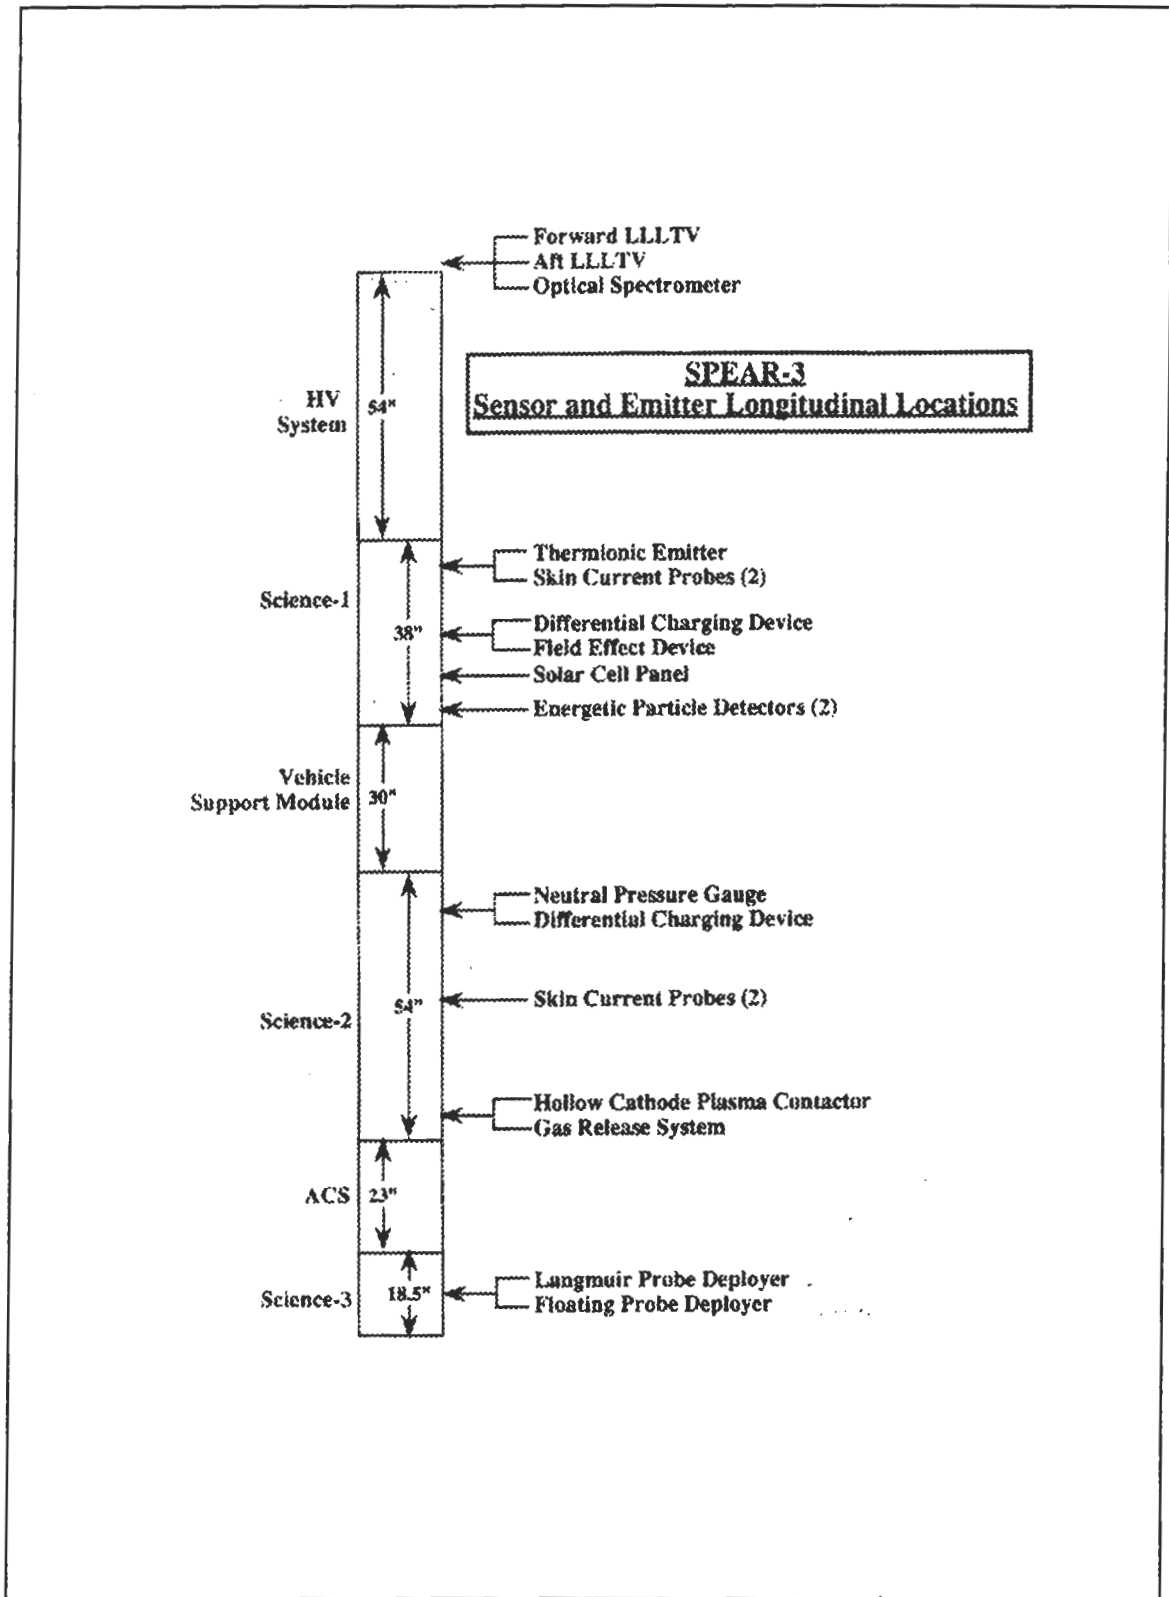 Forward LLLTV
Aft LLLTV
Optical Spectrometer
SPEAR-3
Sensor and Emitter Longitudinal Locations
HV
System
54"
Thermionic Emitter
Skin Current Probes (2)
Science-1
38"
Differential Charging Device
Field Effect Device
Solar Cell Panel
Energetic Particle Detectors (2)
Vehicle
Support Module
30"
Neutral Pressure Gauge
Differential Charging Device
Skin Current Probes (2)
Science-2
54"
Hollow Cathode Plasma Contactor
Gas Release System
ACS
23"
Science-3
18.5"
Langmuir Probe Deployer
Floating Probe Deployer